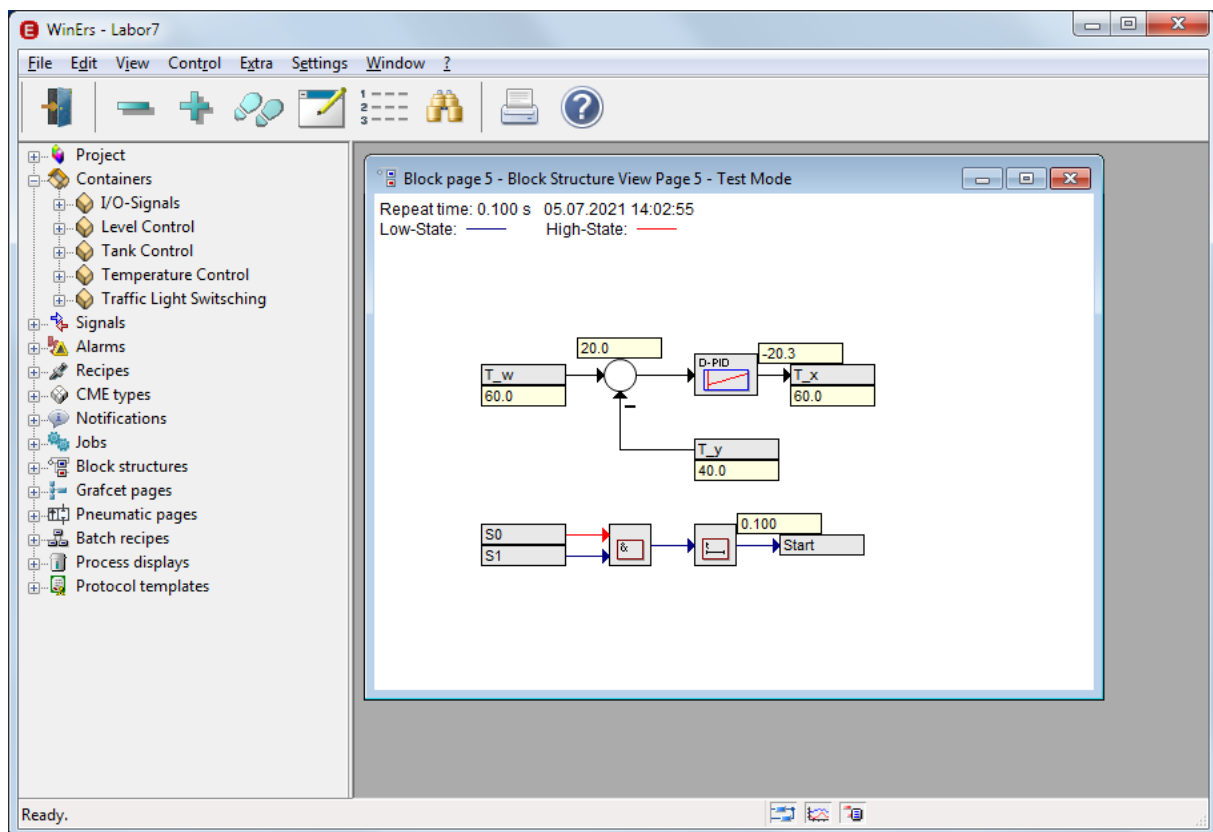 WinErs - Labor7
File Edit View Control Extra Settings Window ?
1
2
3
?
Project
Containers
I/O-Signals
Level Control
Tank Control
Temperature Control
Traffic Light Switsching
Signals
Alarms
Recipes
CME types
Notifications
Jobs
Block structures
Grafcet pages
Pneumatic pages
Batch recipes
Process displays
Protocol templates
Block page 5 - Block Structure View Page 5 - Test Mode
Repeat time: 0.100 s 05.07.2021 14:02:55
Low-State: High-State:
20.0
D-PID
-20.3
T_w
T_x
60.0
60.0
T_y
40.0
0.100
S0
S1
&
t
Start
Ready.